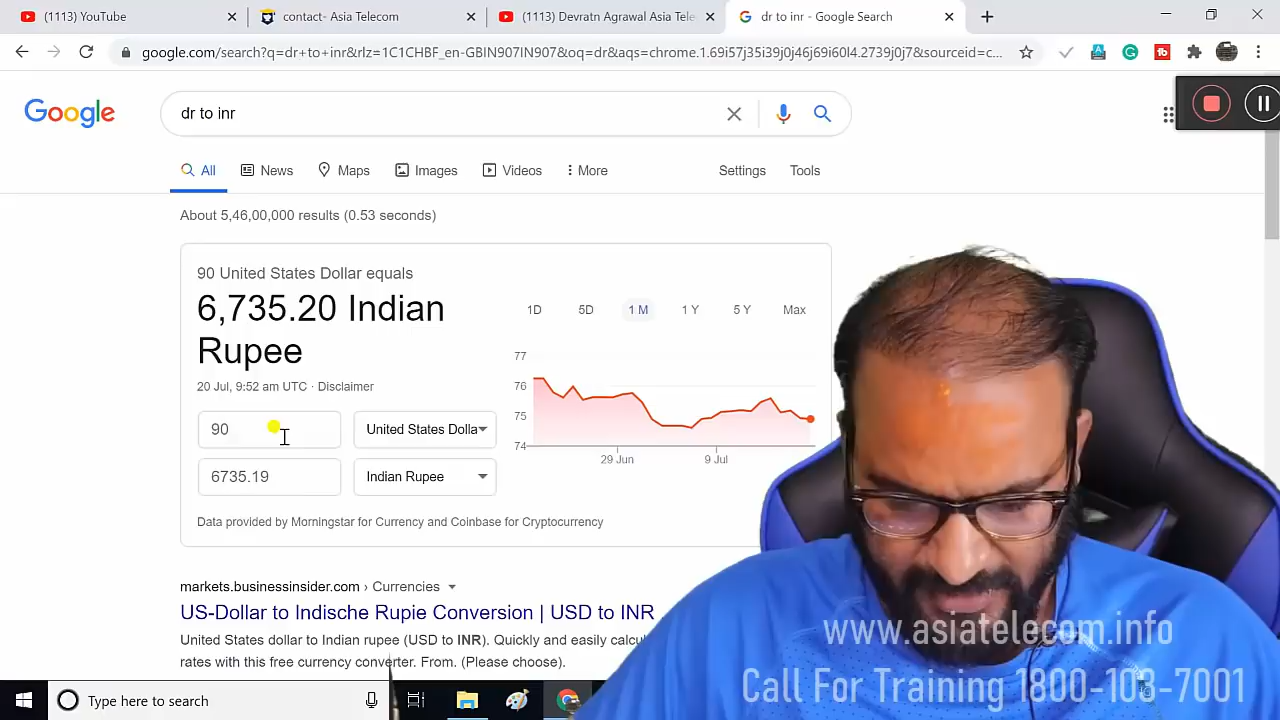 (1113) YouTube
contact- Asia Telecom
(1113) Devratn Agrawal Asia Tele
dr to inr - Google Search
google.com/search?q=dr+to+inr&rlz=1C1CHBF_en-GBIN907IN907&oq=dr&aqs=chrome.1.69i57j35i39j0j46j69i60l4.2739j0j7&sourceid=c...
Google
dr to inr
All
News
Maps
Images
Videos
More
Settings
Tools
About 5,46,00,000 results (0.53 seconds)
90 United States Dollar equals
6,735.20 Indian
Rupee
20 Jul, 9:52 am UTC · Disclaimer
1D
5D
1 M
1 Y
5 Y
Max
77
76
75
74
29 Jun
9 Jul
90
United States Dolla
6735.19
Indian Rupee
Data provided by Morningstar for Currency and Coinbase for Cryptocurrency
markets.businessinsider.com › Currencies
US-Dollar to Indische Rupie Conversion | USD to INR
United States dollar to Indian rupee (USD to INR). Quickly and easily calcu
rates with this free currency converter. From. (Please choose).
www.asiatelecom.info
Call For Training 1800-103-7001
Type here to search